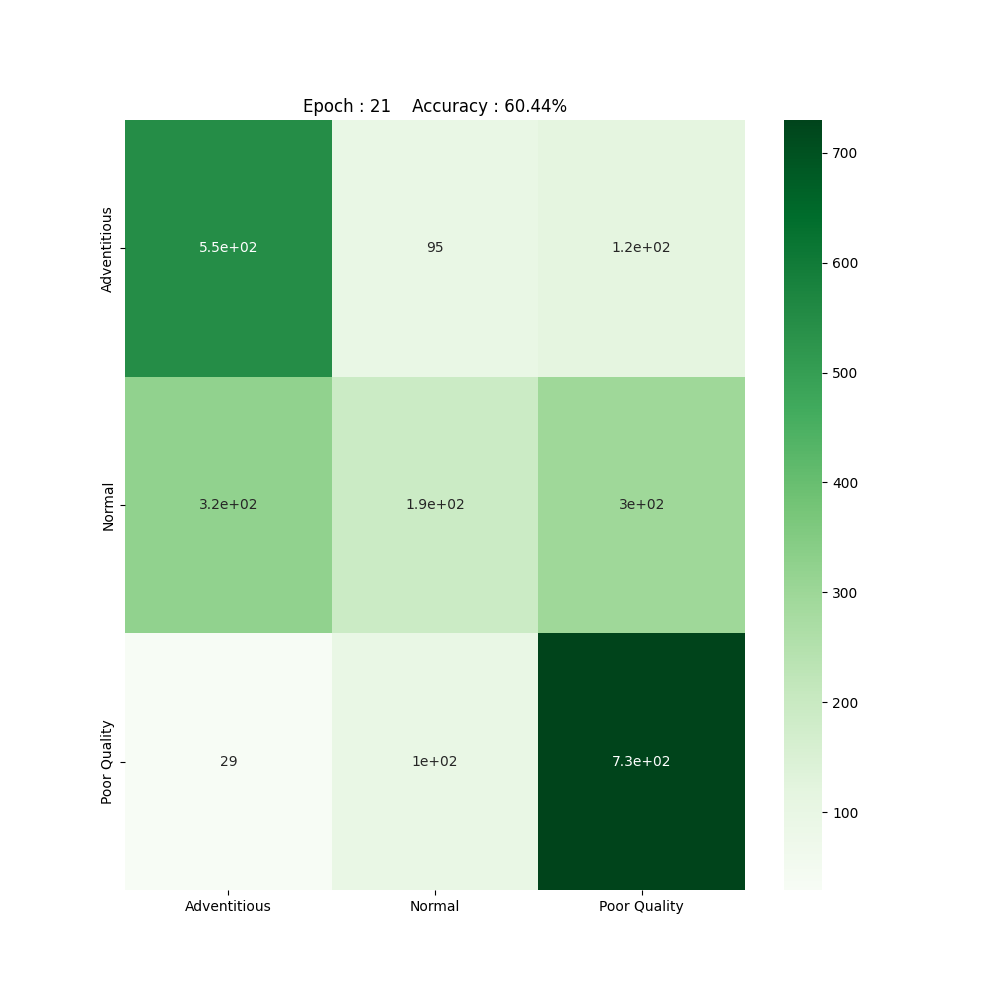 Epoch : 21    Accuracy : 60.44%
Adventitious
5.5e+02 95 1.2e+02
Normal
3.2e+02 1.9e+02 3e+02
Poor Quality
29 1e+02 7.3e+02
Adventitious Normal Poor Quality
700
600
500
400
300
200
100